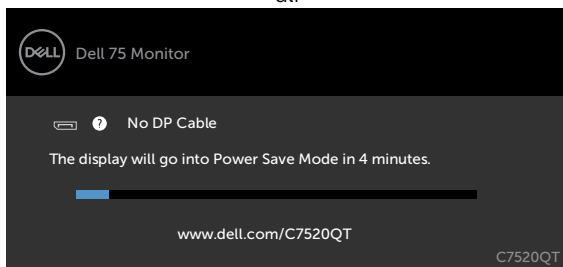 DELL
Dell 75 Monitor
? No DP Cable
The display will go into Power Save Mode in 4 minutes.
www.dell.com/C7520QT
C7520QT